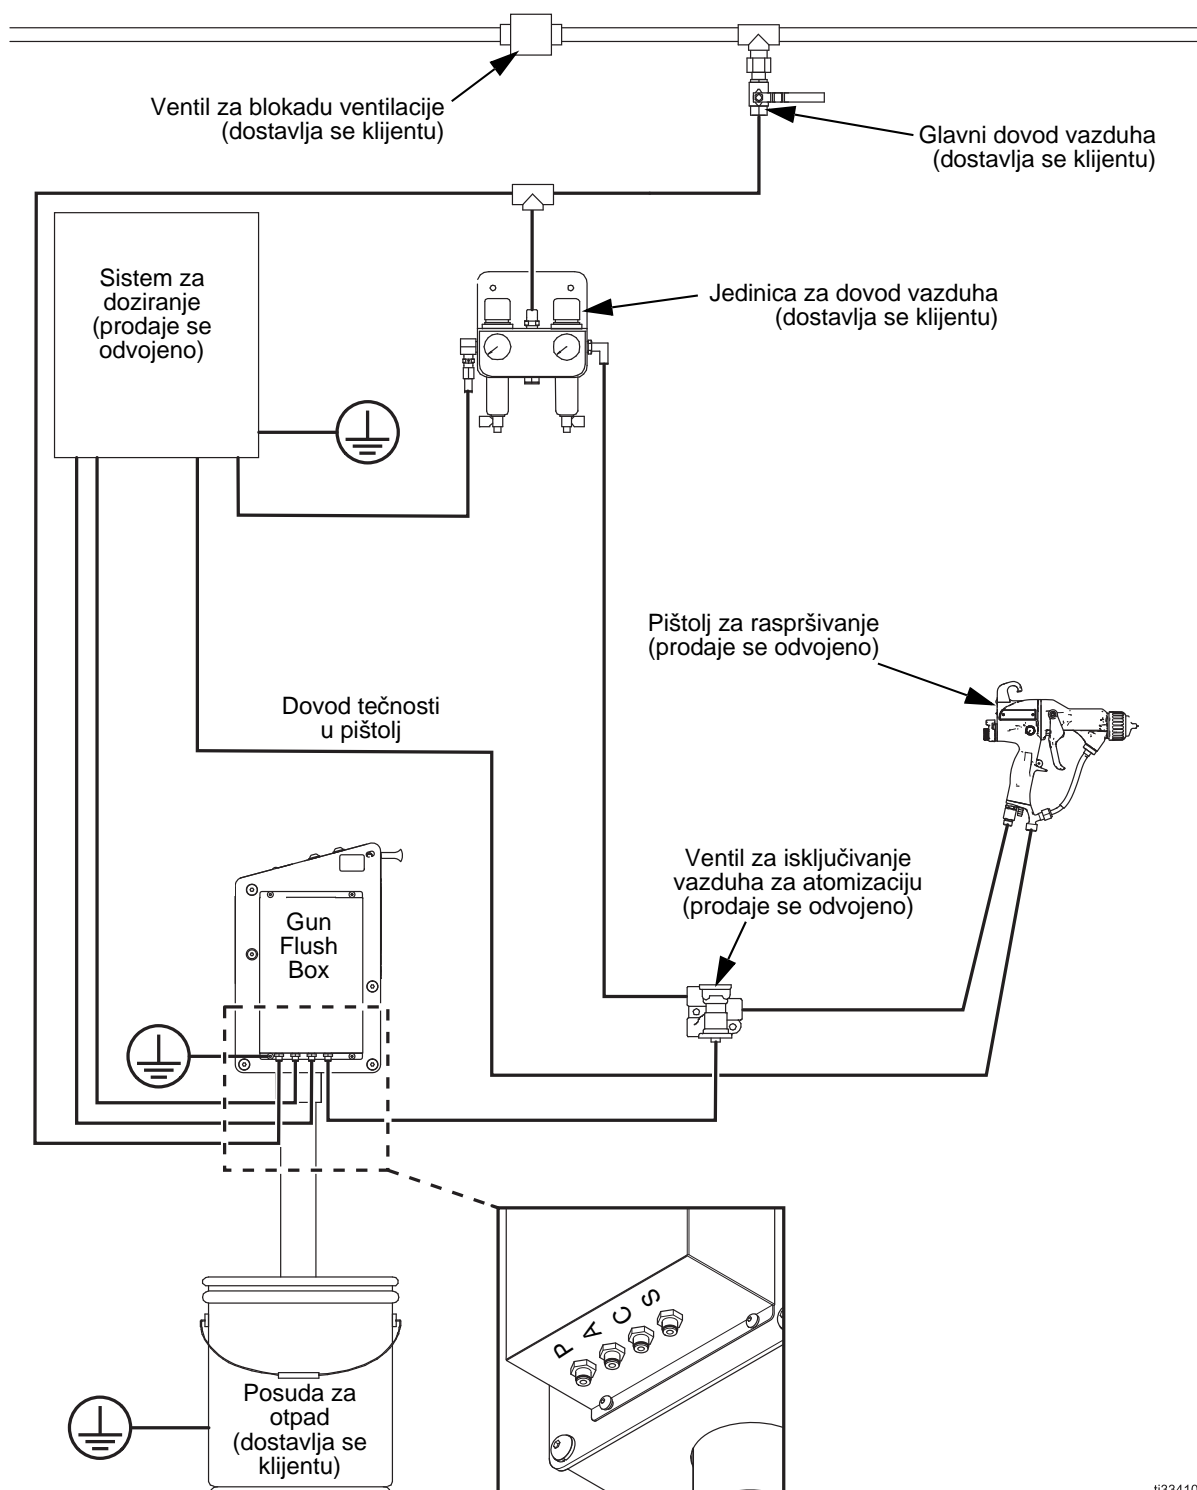 Ventil za blokadu ventilacije
(dostavlja se klijentu)
Glavni dovod vazduha
(dostavlja se klijentu)
Sistem za
doziranje
(prodaje se
odvojeno)
Jedinica za dovod vazduha
(dostavlja se klijentu)
Pištolj za raspršivanje
(prodaje se odvojeno)
Dovod tečnosti
u pištolj
Ventil za isključivanje
vazduha za atomizaciju
(prodaje se odvojeno)
Gun
Flush
Box
P A C S
Posuda za
otpad
(dostavlja se
klijentu)
ti33410